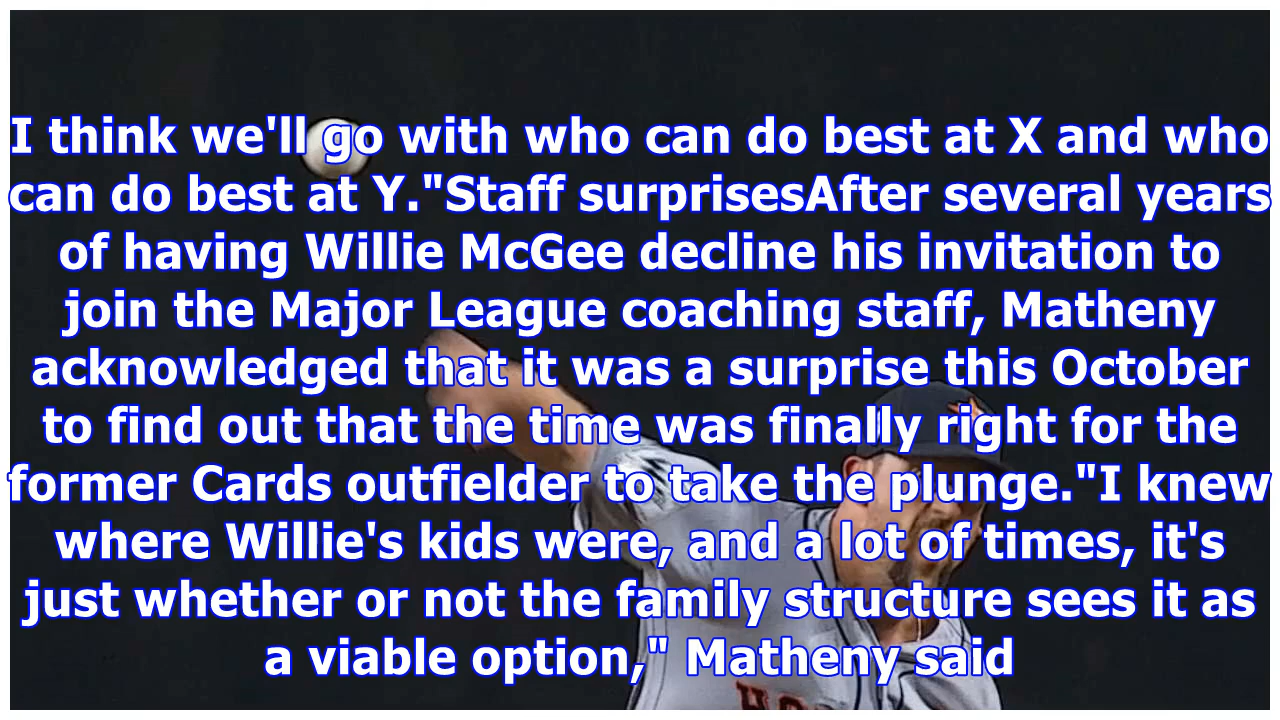 I think we'll go with who can do best at X and who
can do best at Y."Staff surprisesAfter several years
of having Willie McGee decline his invitation to
join the Major League coaching staff, Matheny
acknowledged that it was a surprise this October
to find out that the time was finally right for the
former Cards outfielder to take the plunge."I knew
where Willie's kids were, and a lot of times, it's
just whether or not the family structure sees it as
a viable option," Matheny said